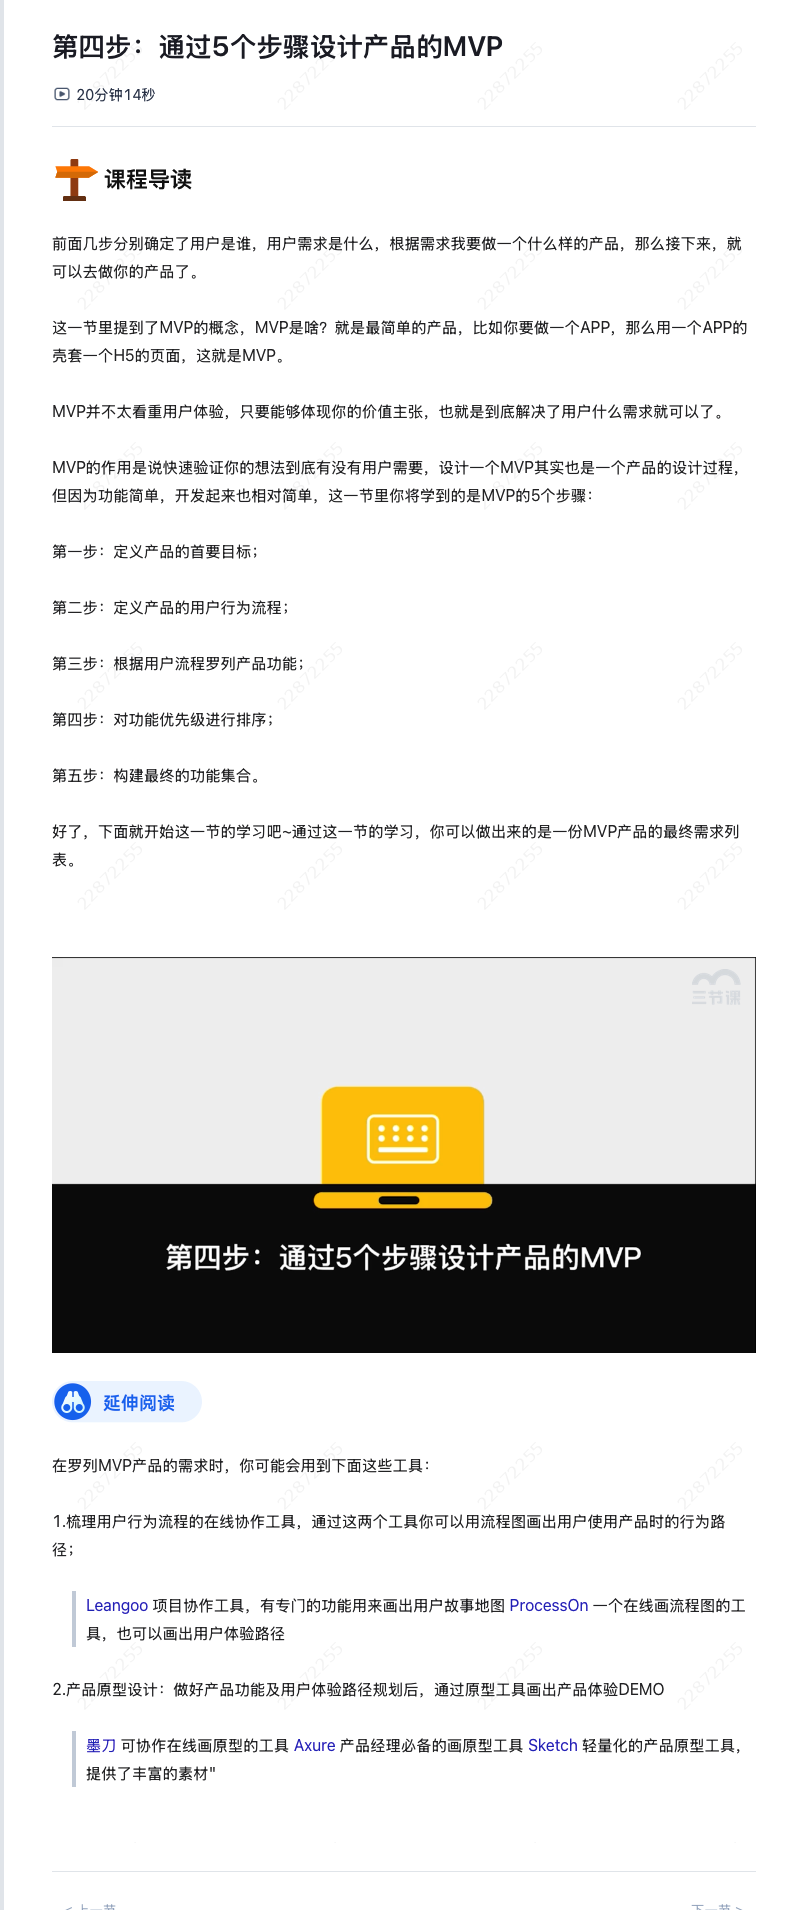 第四步：通过5个步骤设计产品的MVP
20分钟14秒
课程导读
前面几步分别确定了用户是谁，用户需求是什么，根据需求我要做一个什么样的产品，那么接下来，就
可以去做你的产品了。
这一节里提到了MVP的概念，MVP是啥？就是最简单的产品，比如你要做一个APP，那么用一个APP的
壳套一个H5的页面，这就是MVP。
MVP并不太看重用户体验，只要能够体现你的价值主张，也就是到底解决了用户什么需求就可以了。
MVP的作用是说快速验证你的想法到底有没有用户需要，设计一个MVP其实也是一个产品的设计过程，
但因为功能简单，开发起来也相对简单，这一节里你将学到的是MVP的5个步骤：
第一步：定义产品的首要目标；
第二步：定义产品的用户行为流程；
第三步：根据用户流程罗列产品功能；
第四步：对功能优先级进行排序；
第五步：构建最终的功能集合。
好了，下面就开始这一节的学习吧~通过这一节的学习，你可以做出来的是一份MVP产品的最终需求列
表。
三节课
第四步：通过5个步骤设计产品的MVP
延伸阅读
在罗列MVP产品的需求时，你可能会用到下面这些工具：
1.梳理用户行为流程的在线协作工具，通过这两个工具你可以用流程图画出用户使用产品时的行为路
径；
Leangoo 项目协作工具，有专门的功能用来画出用户故事地图 ProcessOn 一个在线画流程图的工
具，也可以画出用户体验路径
2.产品原型设计：做好产品功能及用户体验路径规划后，通过原型工具画出产品体验DEMO
墨刀 可协作在线画原型的工具 Axure 产品经理必备的画原型工具 Sketch 轻量化的产品原型工具，
提供了丰富的素材"
< 上一节
下一节 >
22872255